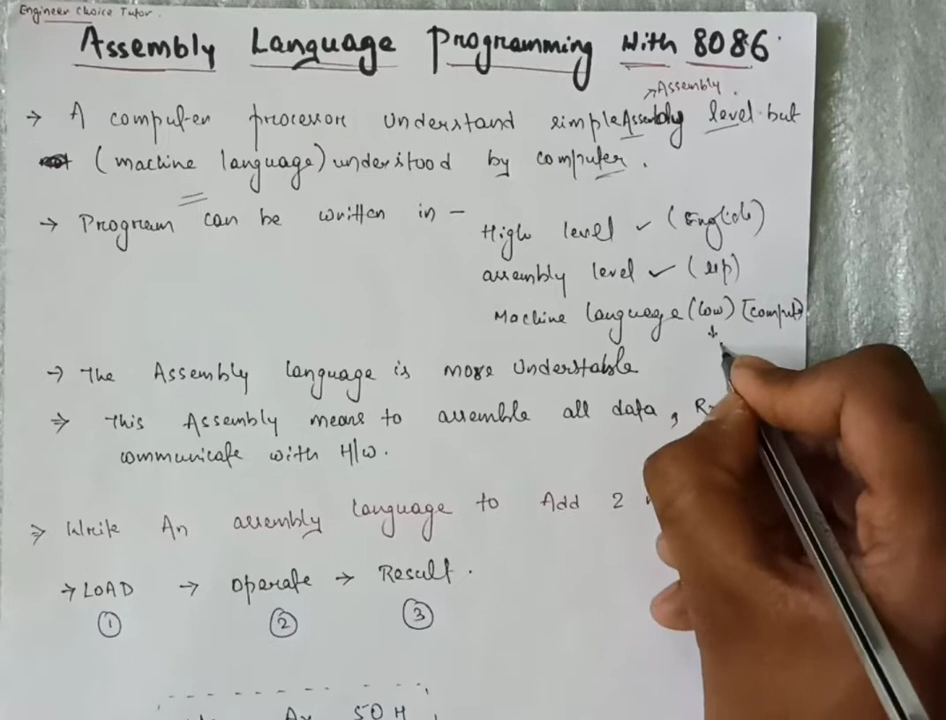 Engineer Choice Tutor.
Assembly Language Programming With 8086.
Assembly.
→ A computer processor understand simple Assembly level but
(machine language) understood by computer.
→ Program can be written in -
High level ✓ (English)
assembly level ✓ (up)
Machine language (low) [comput]
→ The Assembly language is more Understable
⇒ This Assembly means to assemble all data,
communicate with H/W.
⇒ Write An assembly language to Add 2
→ LOAD → Operate → Result.
① ② ③
Ax 50 H